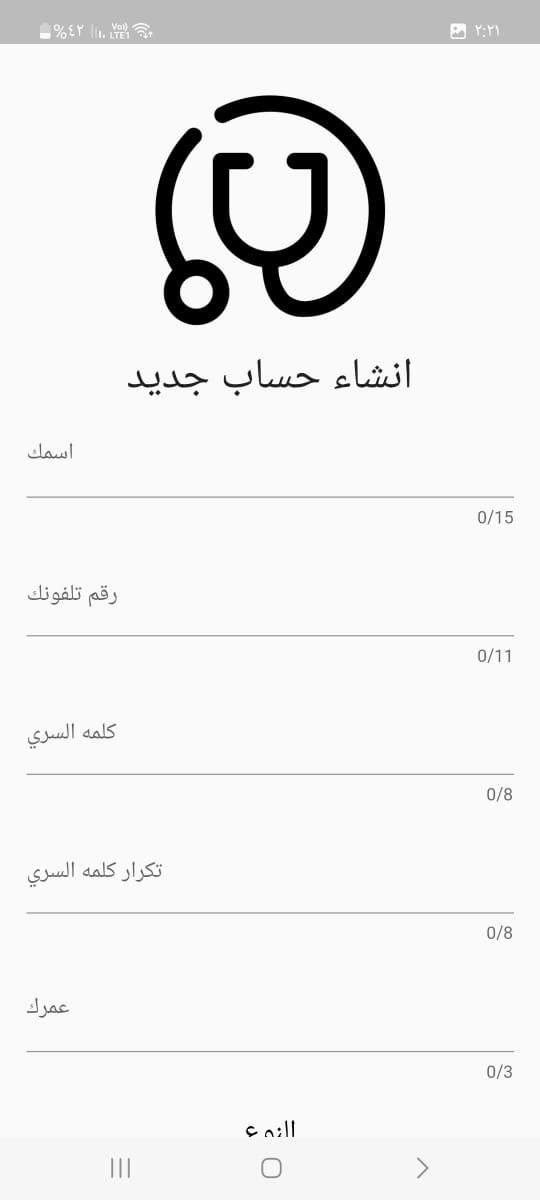 ٢:٢١
%٤٢ Vo) LTE1
انشاء حساب جديد
اسمك
0/15
رقم تلفونك
0/11
كلمه السري
0/8
تكرار كلمه السري
0/8
عمرك
0/3
النوع